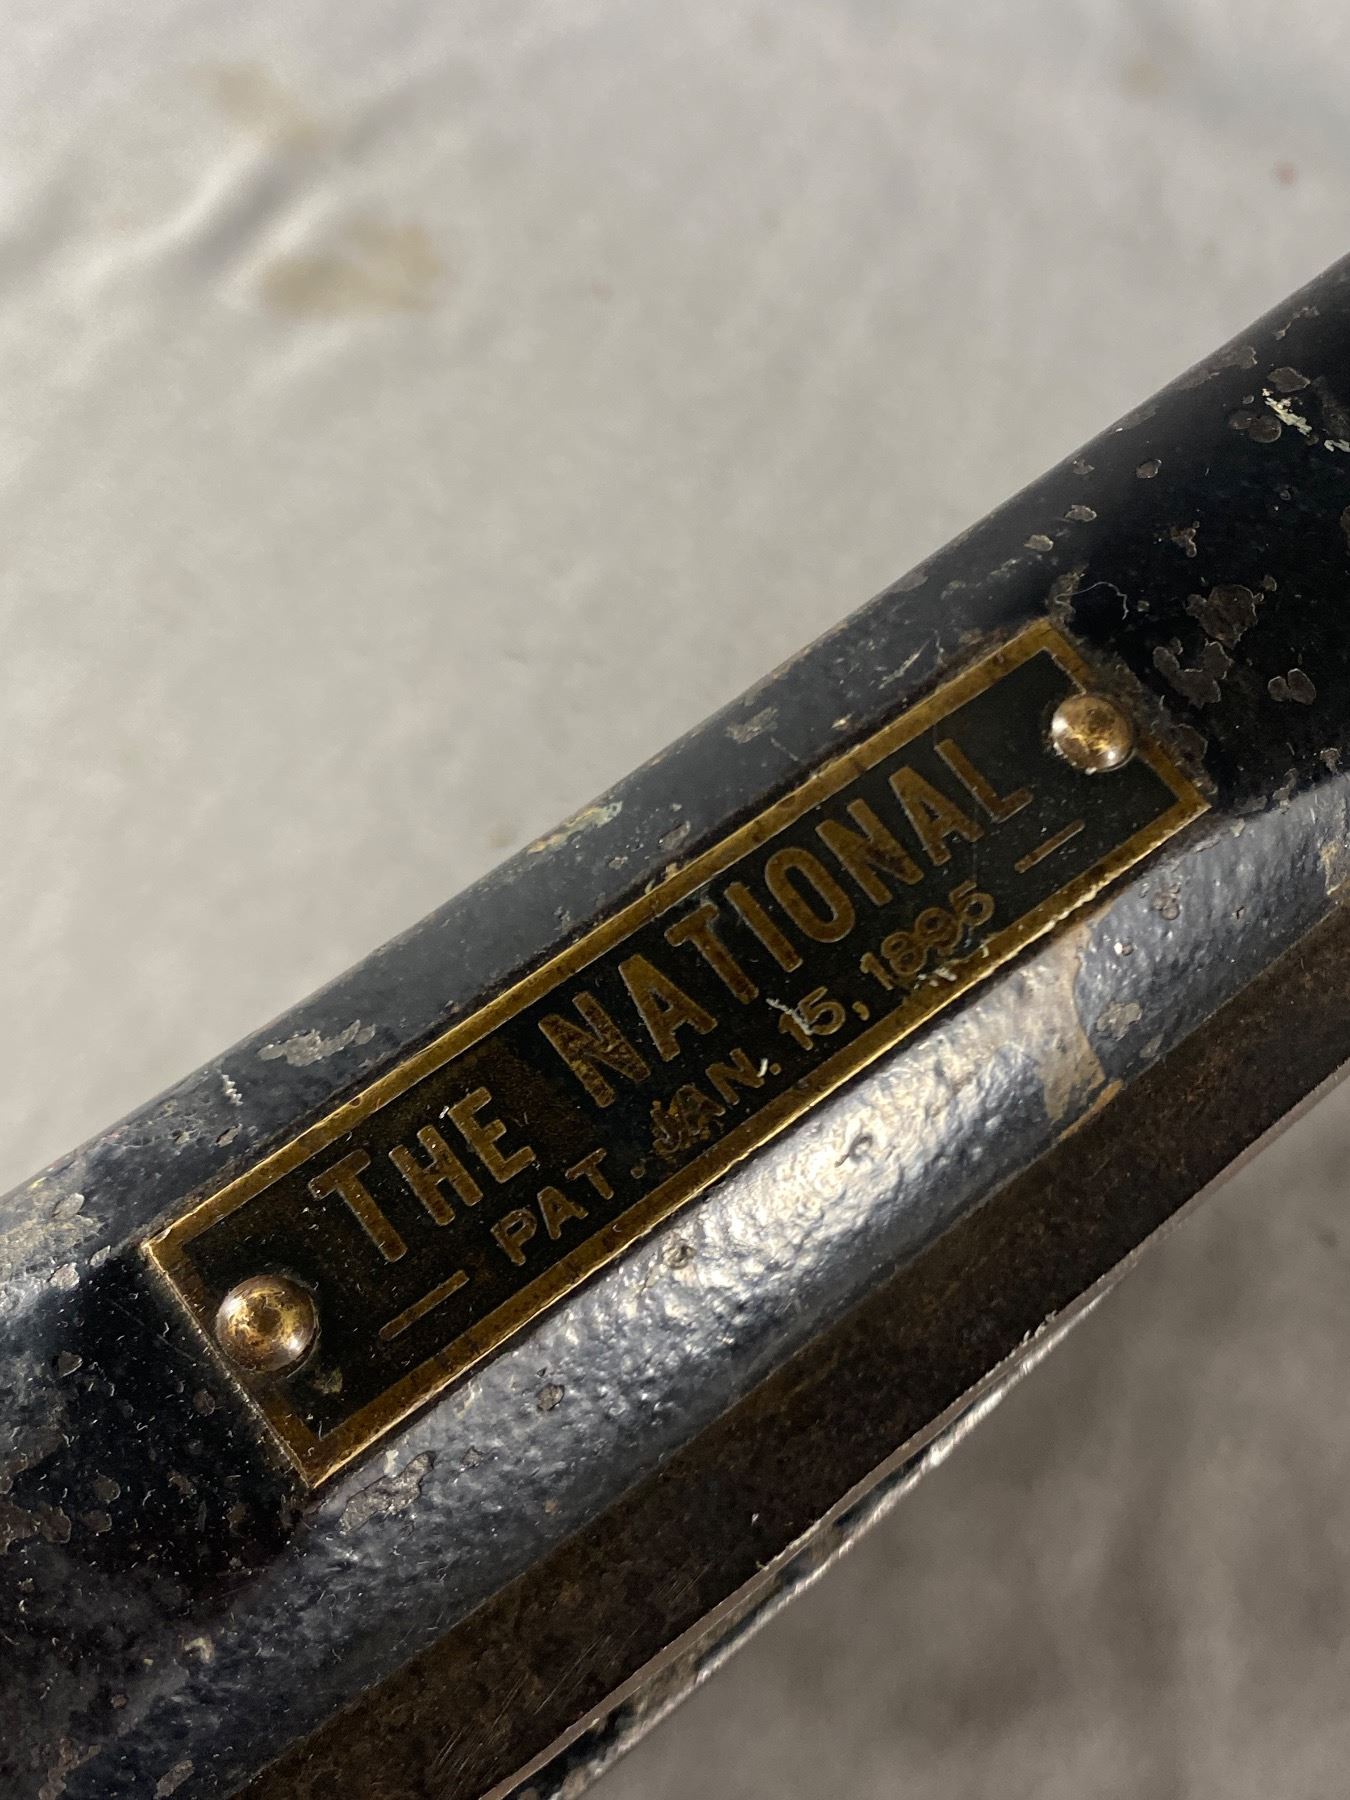 THE NATIONAL
— PAT. JAN. 15, 1895 —